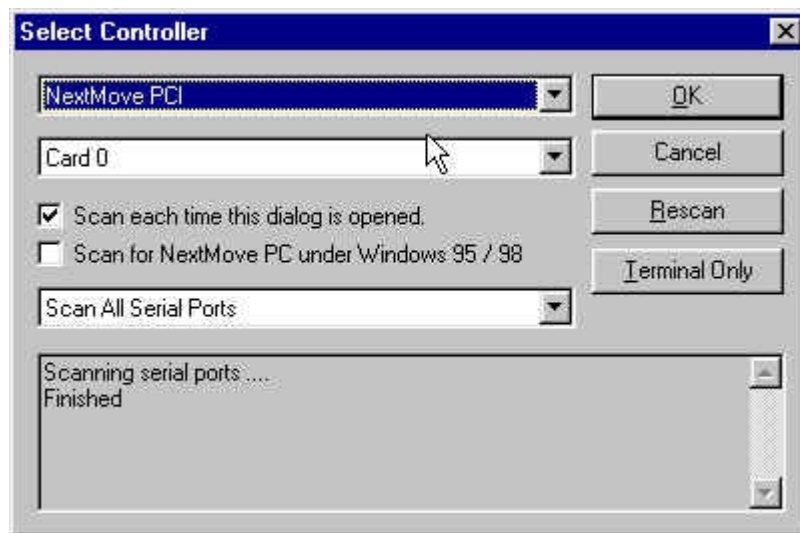 Select Controller
NextMove PCI
OK
Card 0
Cancel
Scan each time this dialog is opened.
Rescan
Scan for NextMove PC under Windows 95 / 98
Terminal Only
Scan All Serial Ports
Scanning serial ports ....
Finished